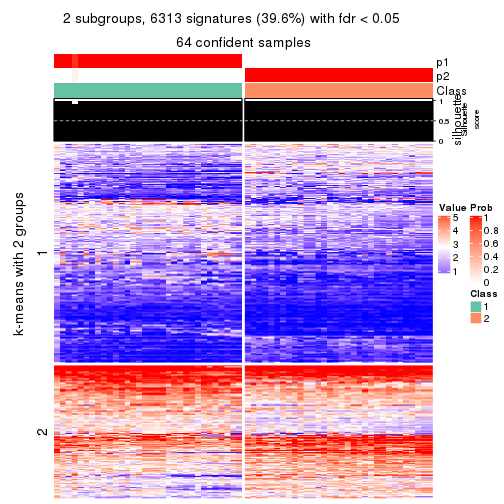 2 subgroups, 6313 signatures (39.6%) with fdr < 0.05
64 confident samples
p1
p2
Class
silhouette
Silhouette
score
1
0.5
0
k-means with 2 groups
1
2
Value
5
4
3
2
1
Prob
1
0.8
0.6
0.4
0.2
0
Class
1
2